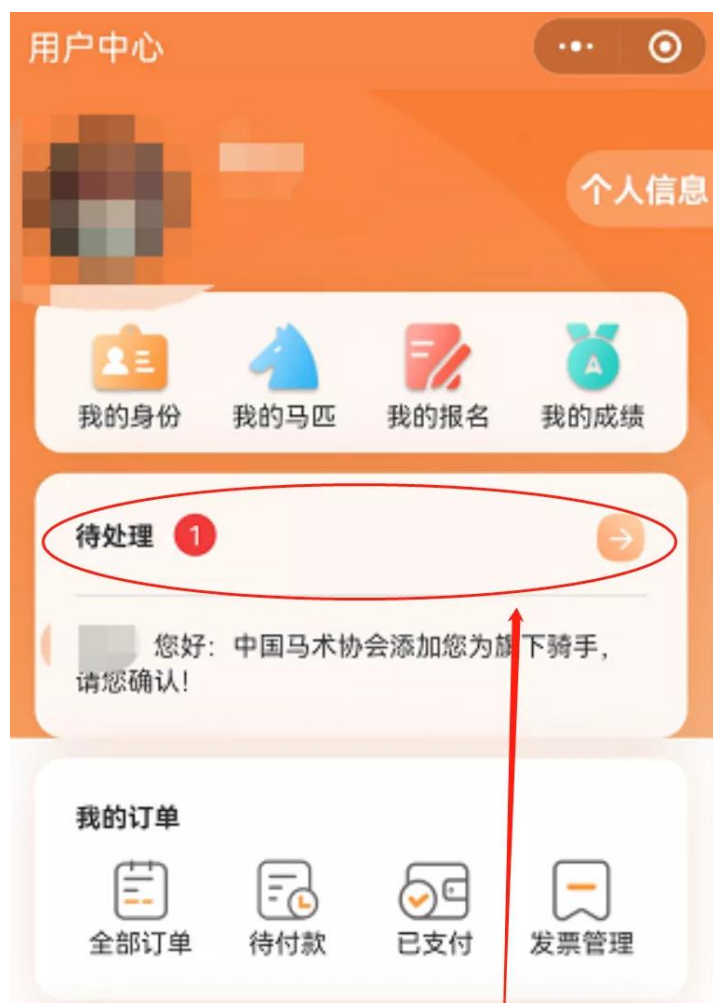 用户中心
个人信息
我的身份 我的马匹 我的报名 我的成绩
待处理 1
您好：中国马术协会添加您为旗下骑手，
请您确认！
我的订单
全部订单 待付款 已支付 发票管理